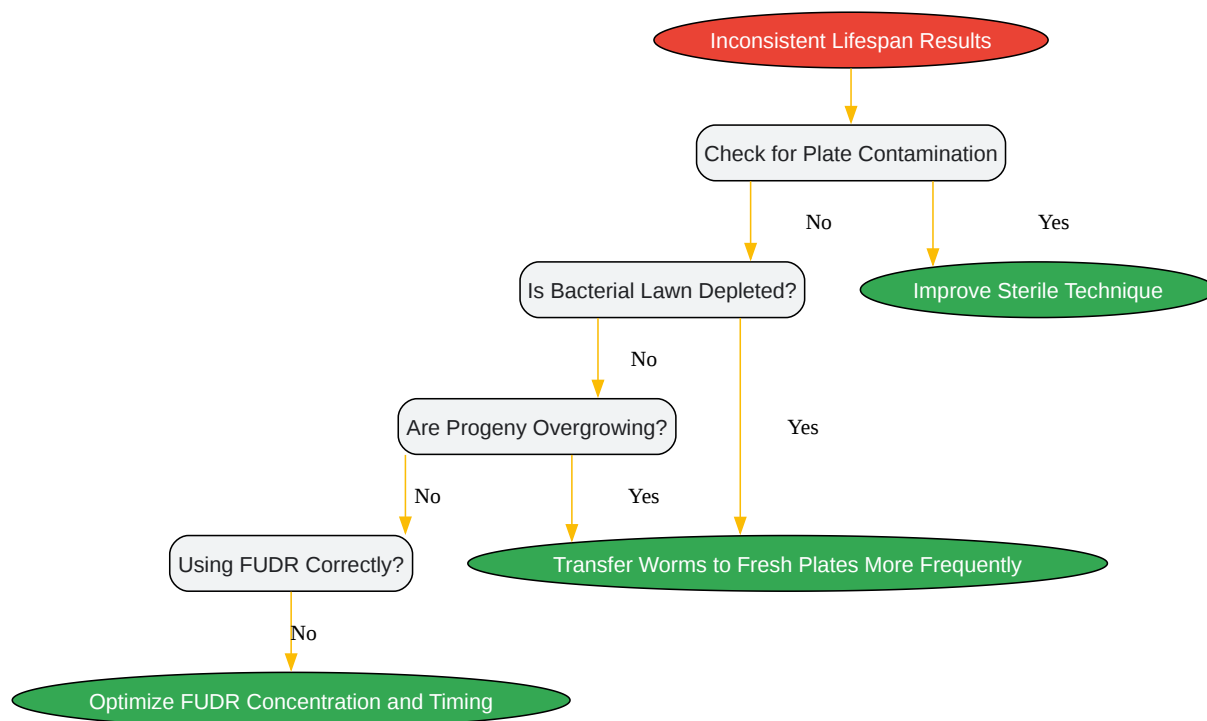 Inconsistent Lifespan Results
Check for Plate Contamination
No
Yes
Is Bacterial Lawn Depleted?
Improve Sterile Technique
No
Are Progeny Overgrowing?
Yes
No
Yes
Using FUDR Correctly?
Transfer Worms to Fresh Plates More Frequently
No
Optimize FUDR Concentration and Timing